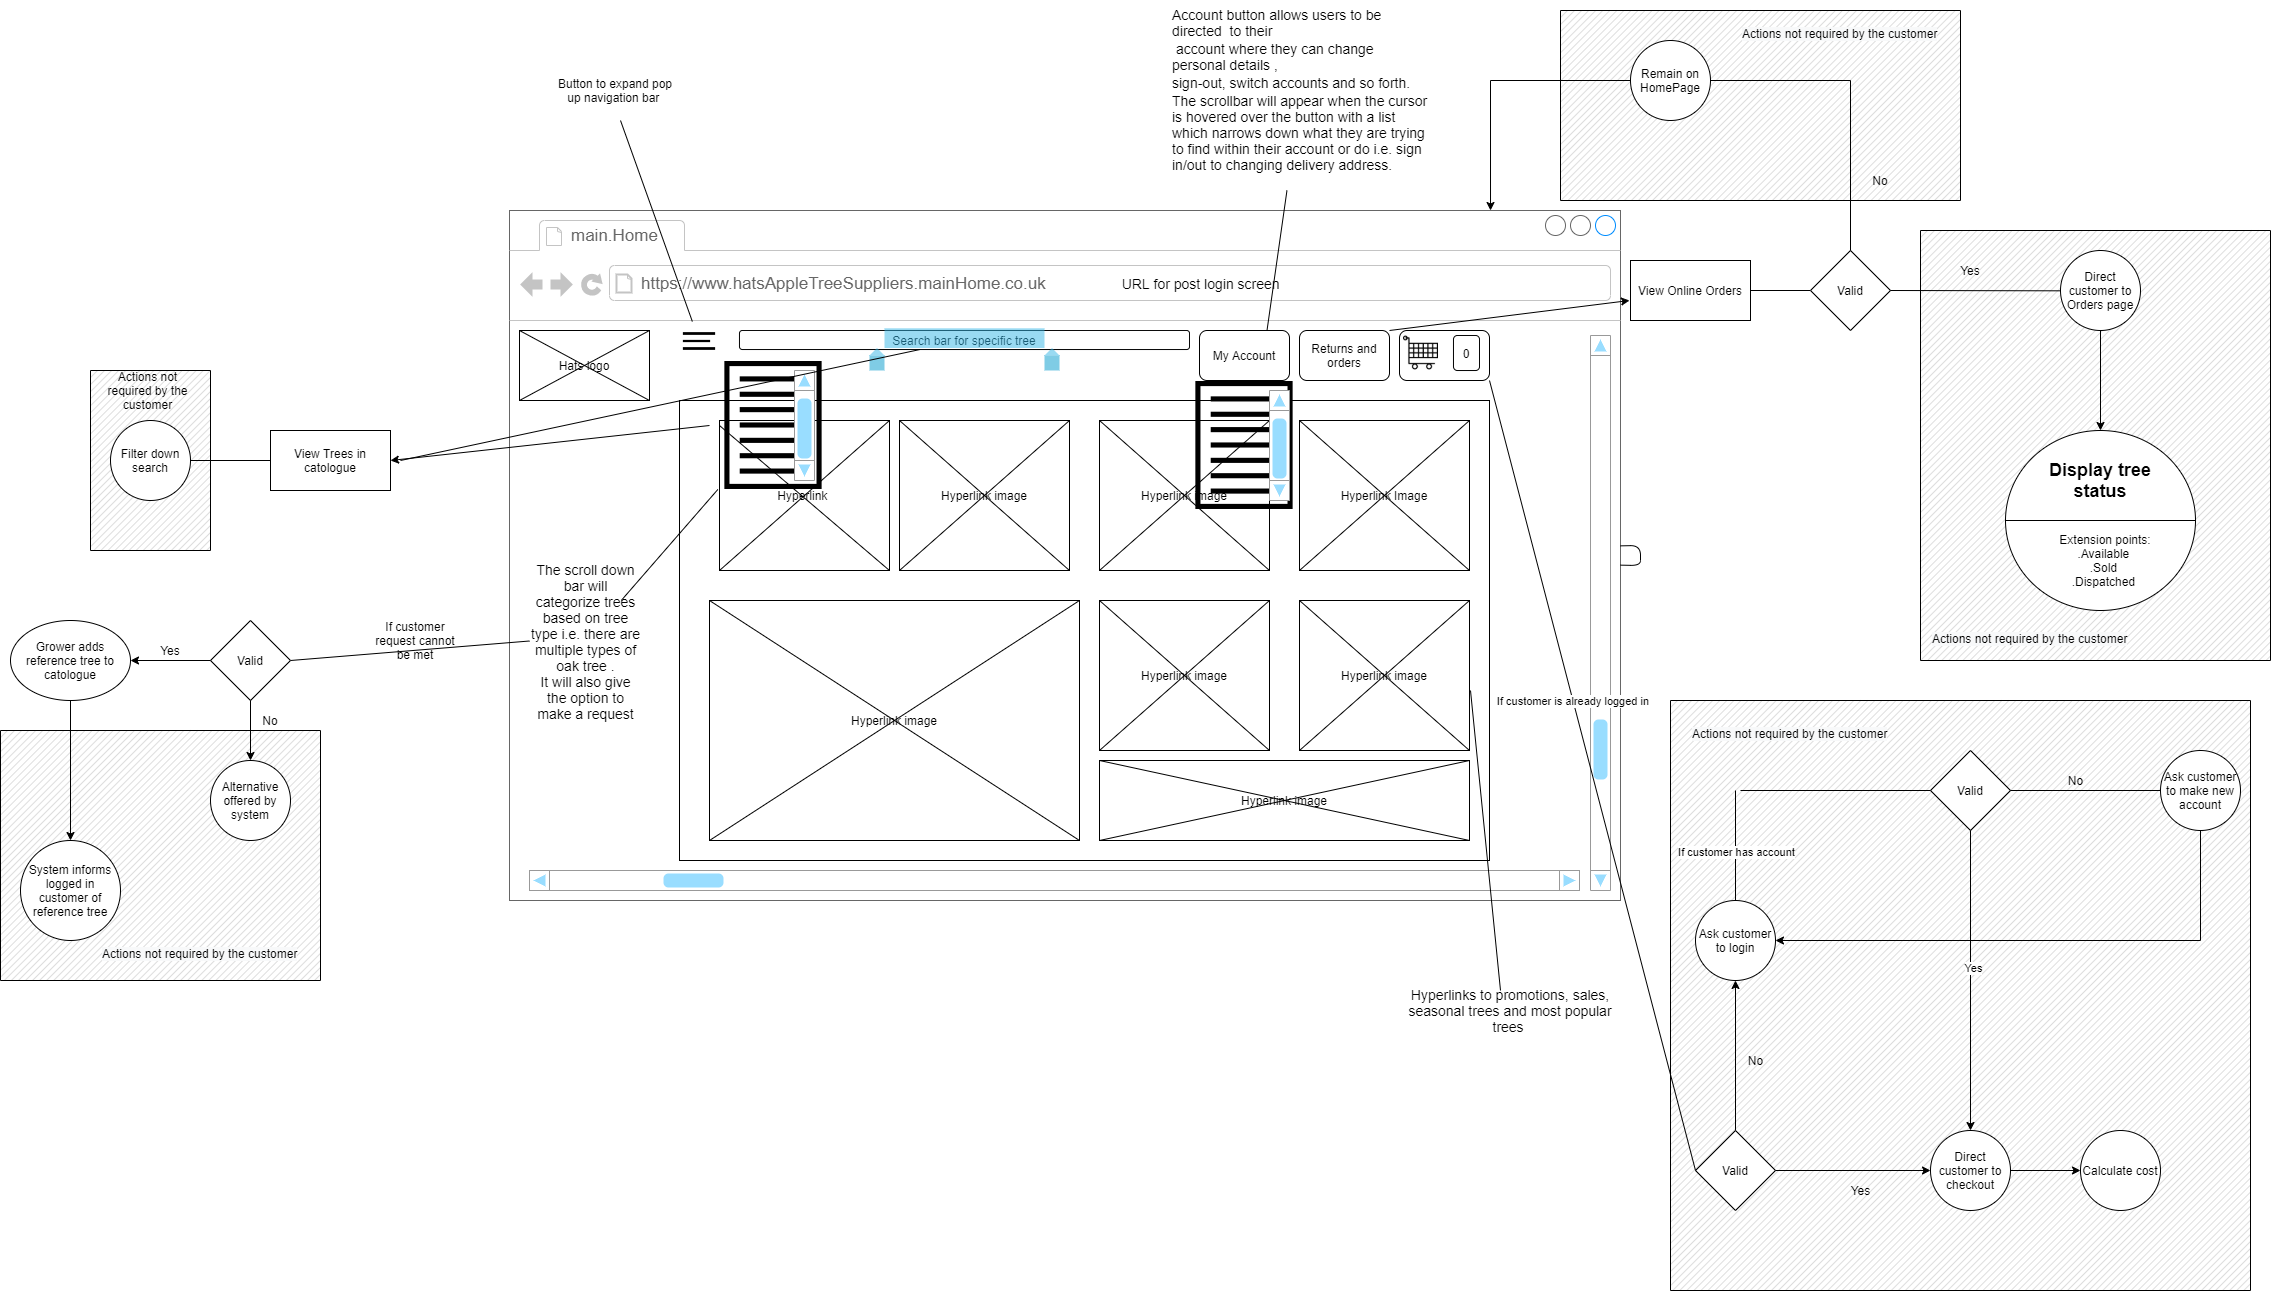 Account button allows users to be
directed  to their
account where they can change
personal details ,
sign-out, switch accounts and so forth.
The scrollbar will appear when the cursor
is hovered over the button with a list
which narrows down what they are trying
to find within their account or do i.e. sign
in/out to changing delivery address.
Actions not required by the customer
Remain on
HomePage
No
Button to expand pop
up navigation bar
main.Home
https://www.hatsAppleTreeSuppliers.mainHome.co.uk
URL for post login screen
View Online Orders
Valid
Yes
Direct
customer to
Orders page
Hats logo
Search bar for specific tree
My Account
Returns and
orders
0
Actions not
required by the
customer
Filter down
search
View Trees in
catologue
Hyperlink
Hyperlink image
Hyperlink image
Hyperlink Image
Display tree
status
Extension points:
.Available
.Sold
.Dispatched
Actions not required by the customer
The scroll down
bar will
categorize trees
based on tree
type i.e. there are
multiple types of
oak tree .
It will also give
the option to
make a request
If customer
request cannot
be met
Grower adds
reference tree to
catologue
Yes
Valid
No
Hyperlink image
Hyperlink image
Hyperlink image
Hyperlink image
If customer is already logged in
Alternative
offered by
system
System informs
logged in
customer of
reference tree
Actions not required by the customer
Hyperlinks to promotions, sales,
seasonal trees and most popular
trees
Actions not required by the customer
Valid
No
Ask customer
to make new
account
If customer has account
Ask customer
to login
Yes
No
Valid
Yes
Direct
customer to
checkout
Calculate cost